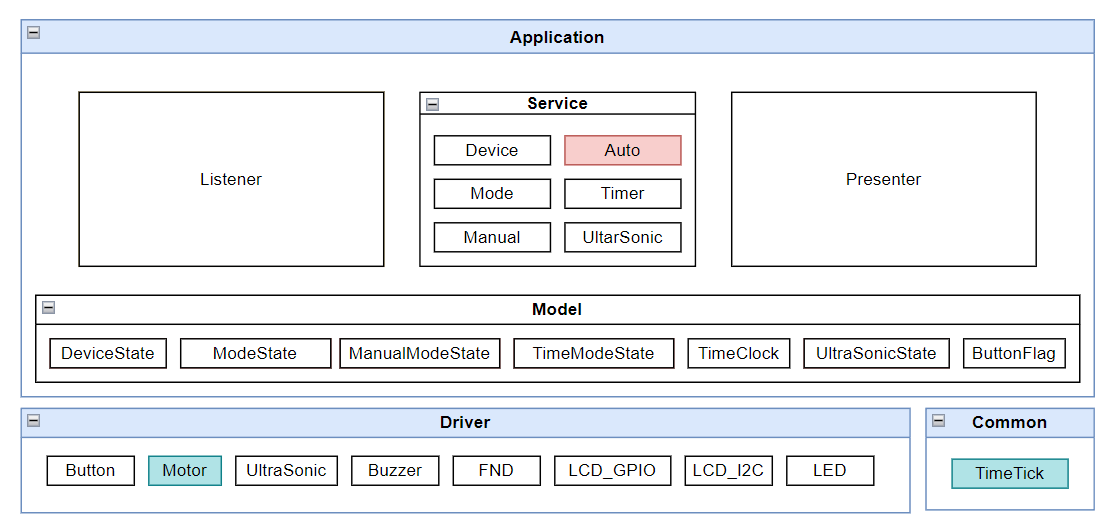 Application
Listener
Service
Device
Auto
Mode
Timer
Manual
UltarSonic
Presenter
Model
DeviceState
ModeState
ManualModeState
TimeModeState
TimeClock
UltraSonicState
ButtonFlag
Driver
Button
Motor
UltraSonic
Buzzer
FND
LCD_GPIO
LCD_I2C
LED
Common
TimeTick